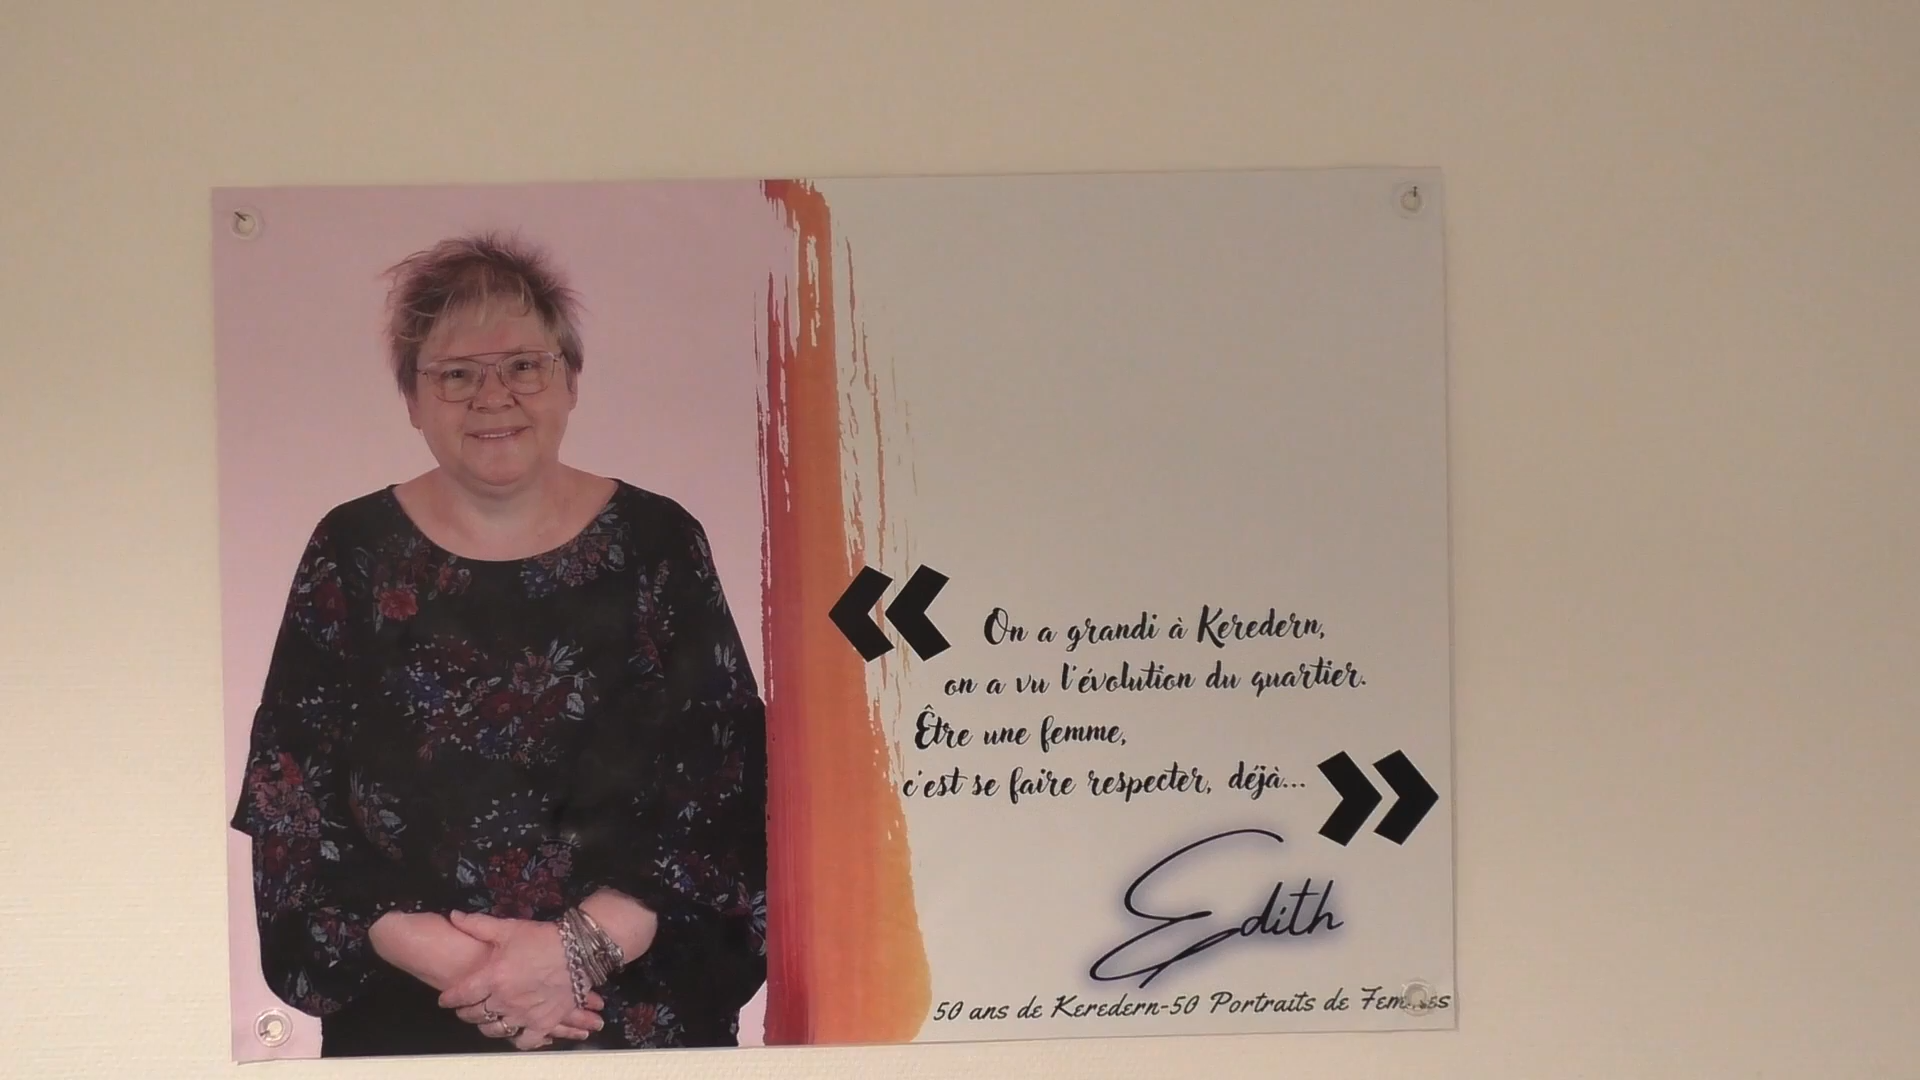 « On a grandi à Keredern,
on a vu l'évolution du quartier.
Être une femme,
c'est se faire respecter, déjà... »
Edith
50 ans de Keredern-50 Portraits de Femmes